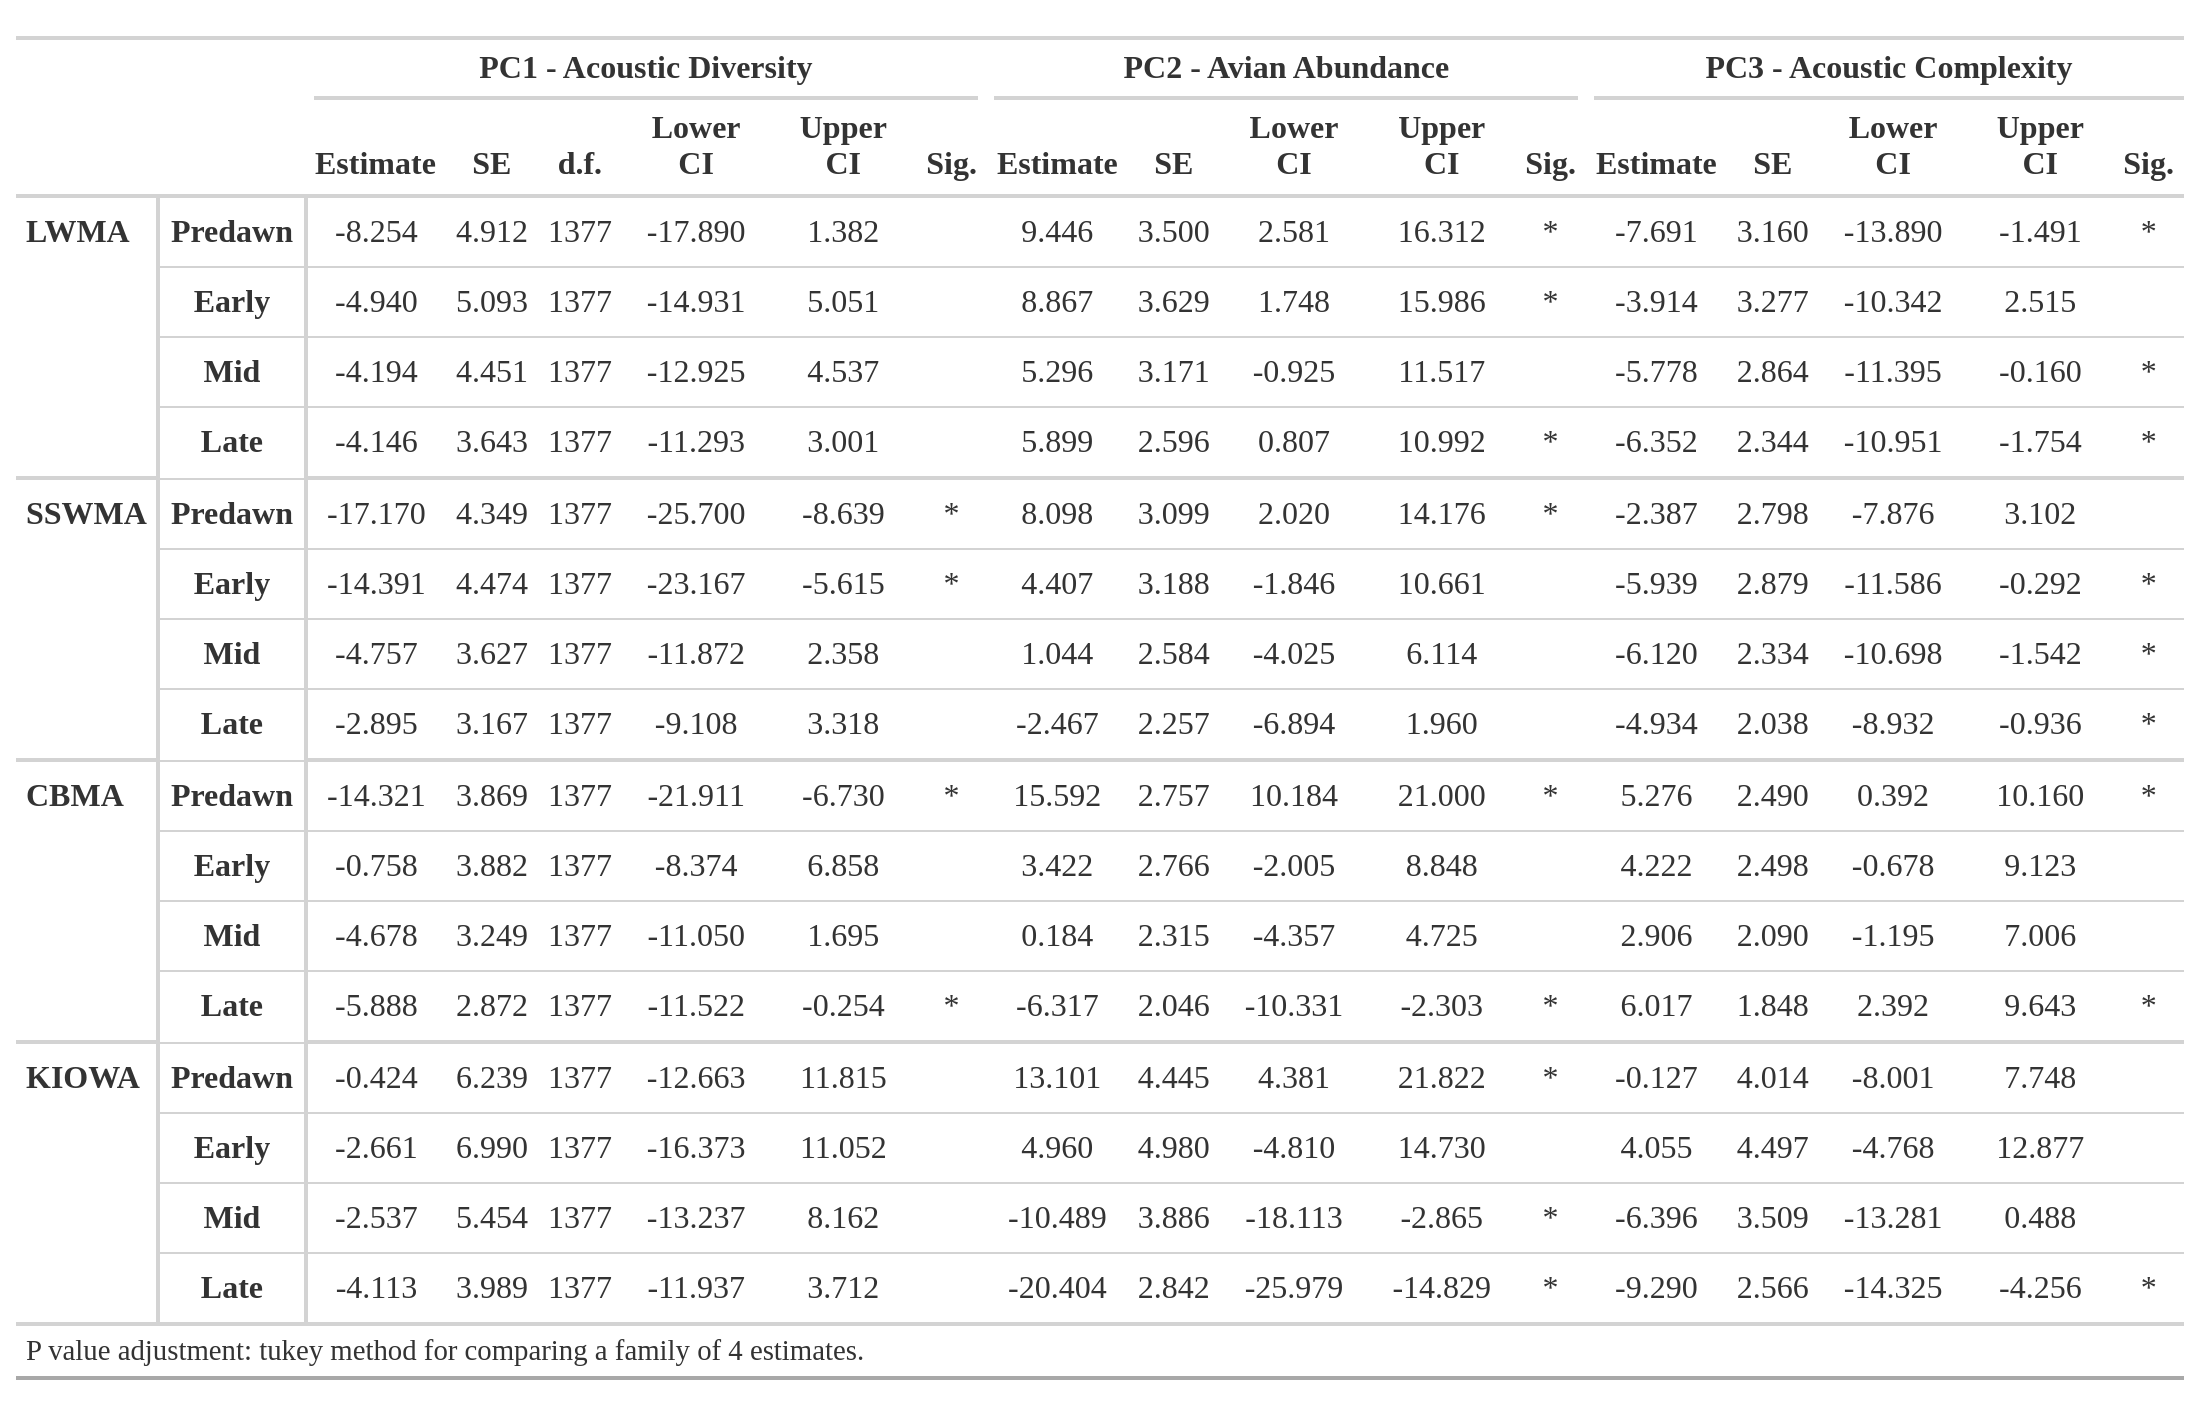 PC1 - Acoustic Diversity PC2 - Avian Abundance PC3 - Acoustic Complexity
Estimate SE d.f. Lower CI Upper CI Sig. Estimate SE Lower CI Upper CI Sig. Estimate SE Lower CI Upper CI Sig.
LWMA Predawn -8.254 4.912 1377 -17.890 1.382 9.446 3.500 2.581 16.312 * -7.691 3.160 -13.890 -1.491 *
Early -4.940 5.093 1377 -14.931 5.051 8.867 3.629 1.748 15.986 * -3.914 3.277 -10.342 2.515
Mid -4.194 4.451 1377 -12.925 4.537 5.296 3.171 -0.925 11.517 -5.778 2.864 -11.395 -0.160 *
Late -4.146 3.643 1377 -11.293 3.001 5.899 2.596 0.807 10.992 * -6.352 2.344 -10.951 -1.754 *
SSWMA Predawn -17.170 4.349 1377 -25.700 -8.639 * 8.098 3.099 2.020 14.176 * -2.387 2.798 -7.876 3.102
Early -14.391 4.474 1377 -23.167 -5.615 * 4.407 3.188 -1.846 10.661 -5.939 2.879 -11.586 -0.292 *
Mid -4.757 3.627 1377 -11.872 2.358 1.044 2.584 -4.025 6.114 -6.120 2.334 -10.698 -1.542 *
Late -2.895 3.167 1377 -9.108 3.318 -2.467 2.257 -6.894 1.960 -4.934 2.038 -8.932 -0.936 *
CBMA Predawn -14.321 3.869 1377 -21.911 -6.730 * 15.592 2.757 10.184 21.000 * 5.276 2.490 0.392 10.160 *
Early -0.758 3.882 1377 -8.374 6.858 3.422 2.766 -2.005 8.848 4.222 2.498 -0.678 9.123
Mid -4.678 3.249 1377 -11.050 1.695 0.184 2.315 -4.357 4.725 2.906 2.090 -1.195 7.006
Late -5.888 2.872 1377 -11.522 -0.254 * -6.317 2.046 -10.331 -2.303 * 6.017 1.848 2.392 9.643 *
KIOWA Predawn -0.424 6.239 1377 -12.663 11.815 13.101 4.445 4.381 21.822 * -0.127 4.014 -8.001 7.748
Early -2.661 6.990 1377 -16.373 11.052 4.960 4.980 -4.810 14.730 4.055 4.497 -4.768 12.877
Mid -2.537 5.454 1377 -13.237 8.162 -10.489 3.886 -18.113 -2.865 * -6.396 3.509 -13.281 0.488
Late -4.113 3.989 1377 -11.937 3.712 -20.404 2.842 -25.979 -14.829 * -9.290 2.566 -14.325 -4.256 *
P value adjustment: tukey method for comparing a family of 4 estimates.